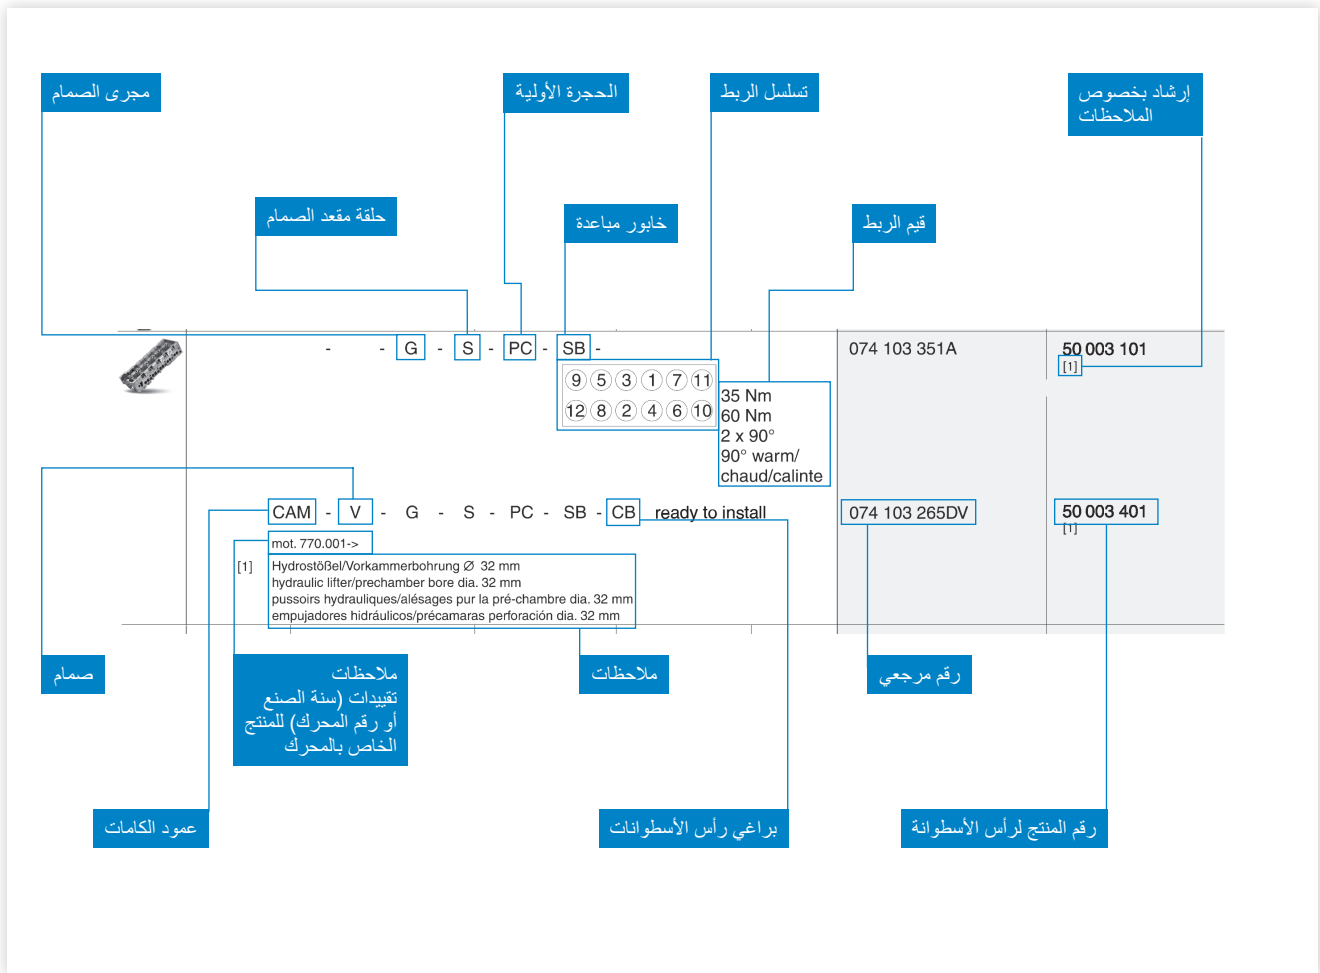 مجرى الصمام
الحجرة الأولية
تسلسل الربط
إرشاد بخصوص
الملاحظات
حلقة مقعد الصمام
خابور مباعدة
قيم الربط
- - G - S - PC - SB -
074 103 351A
50 003 101
[1]
9 5 3 1 7 11
12 8 2 4 6 10
35 Nm
60 Nm
2 x 90°
90° warm/
chaud/calinte
CAM - V - G - S - PC - SB - CB ready to install
074 103 265DV
50 003 401
[1]
mot. 770.001->
[1] Hydrostößel/Vorkammerbohrung Ø 32 mm
hydraulic lifter/prechamber bore dia. 32 mm
pussoirs hydrauliques/alésages pur la pré-chambre dia. 32 mm
empujadores hidráulicos/précamaras perforación dia. 32 mm
صمام
ملاحظات
تقييدات (سنة الصنع
أو رقم المحرك) للمنتج
الخاص بالمحرك
ملاحظات
رقم مرجعي
عمود الكامات
براغي رأس الأسطوانات
رقم المنتج لرأس الأسطوانة